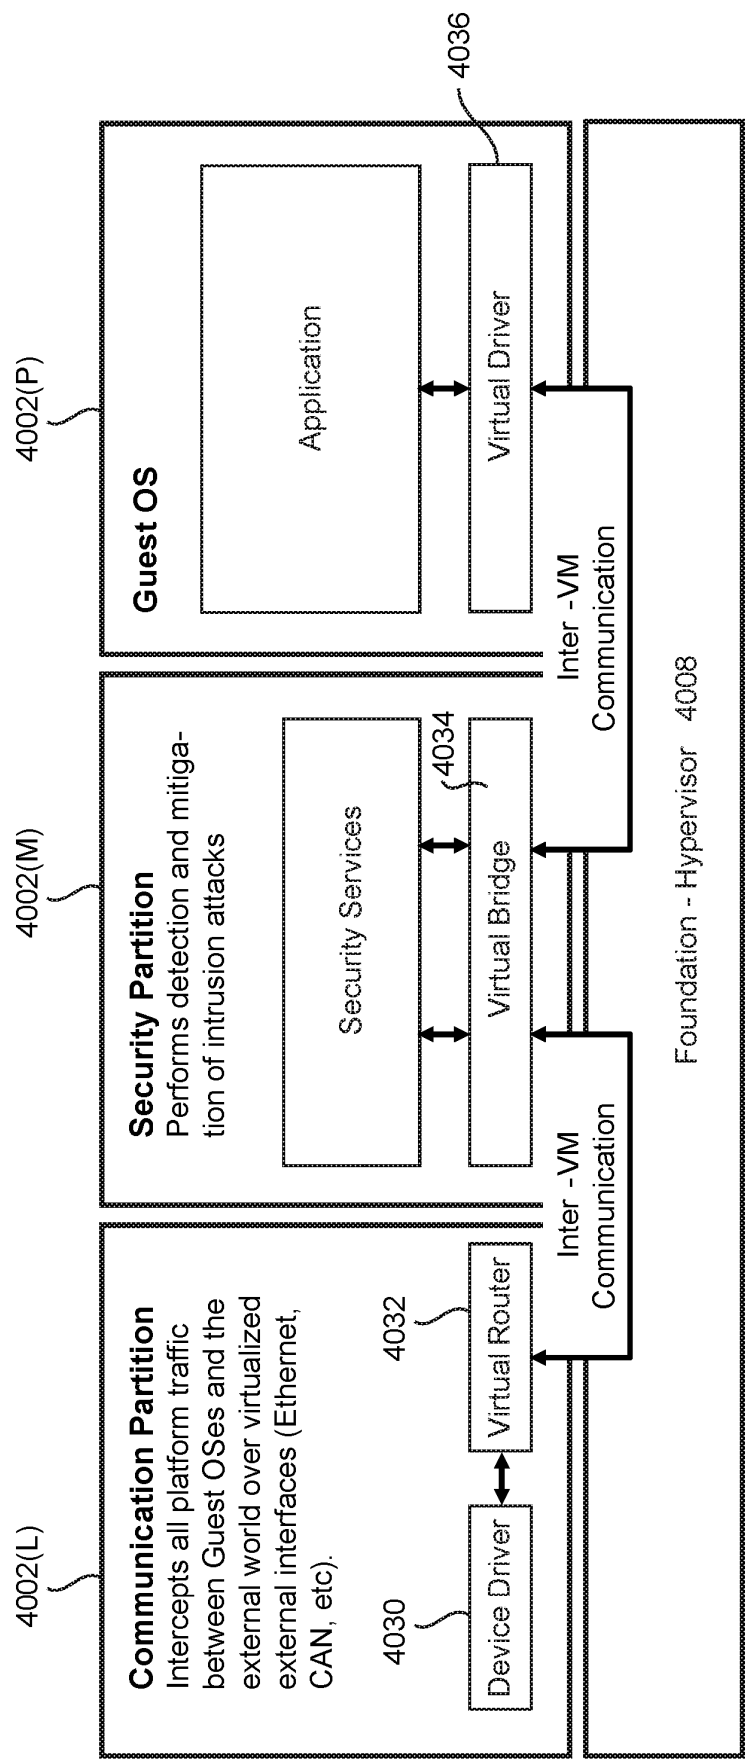 4002(L)
Communication Partition
Intercepts all platform traffic
between Guest OSes and the
external world over virtualized
external interfaces (Ethernet,
CAN, etc).
4030
Device Driver
4032
Virtual Router
Inter -VM
Communication
4002(M)
Security Partition
Performs detection and mitiga-
tion of intrusion attacks
Security Services
4034
Virtual Bridge
Inter -VM
Communication
4002(P)
Guest OS
Application
Virtual Driver
4036
Foundation - Hypervisor 4008